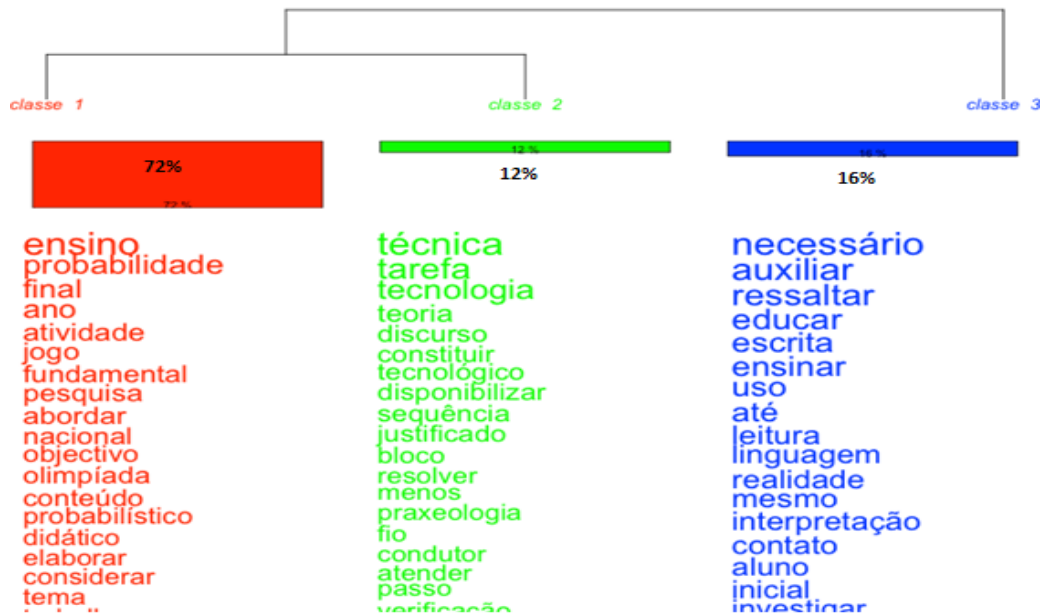 classe 1
classe 2
classe 3
72%
72 %
12 %
12%
16 %
16%
ensino
probabilidade
final
ano
atividade
jogo
fundamental
pesquisa
abordar
nacional
objectivo
olimpíada
conteúdo
probabilístico
didático
elaborar
considerar
tema
técnica
tarefa
tecnologia
teoria
discurso
constituir
tecnológico
disponibilizar
sequência
justificado
bloco
resolver
menos
praxeologia
fio
condutor
atender
passo
verificação
necessário
auxiliar
ressaltar
educar
escrita
ensinar
uso
até
leitura
linguagem
realidade
mesmo
interpretação
contato
aluno
inicial
investigar